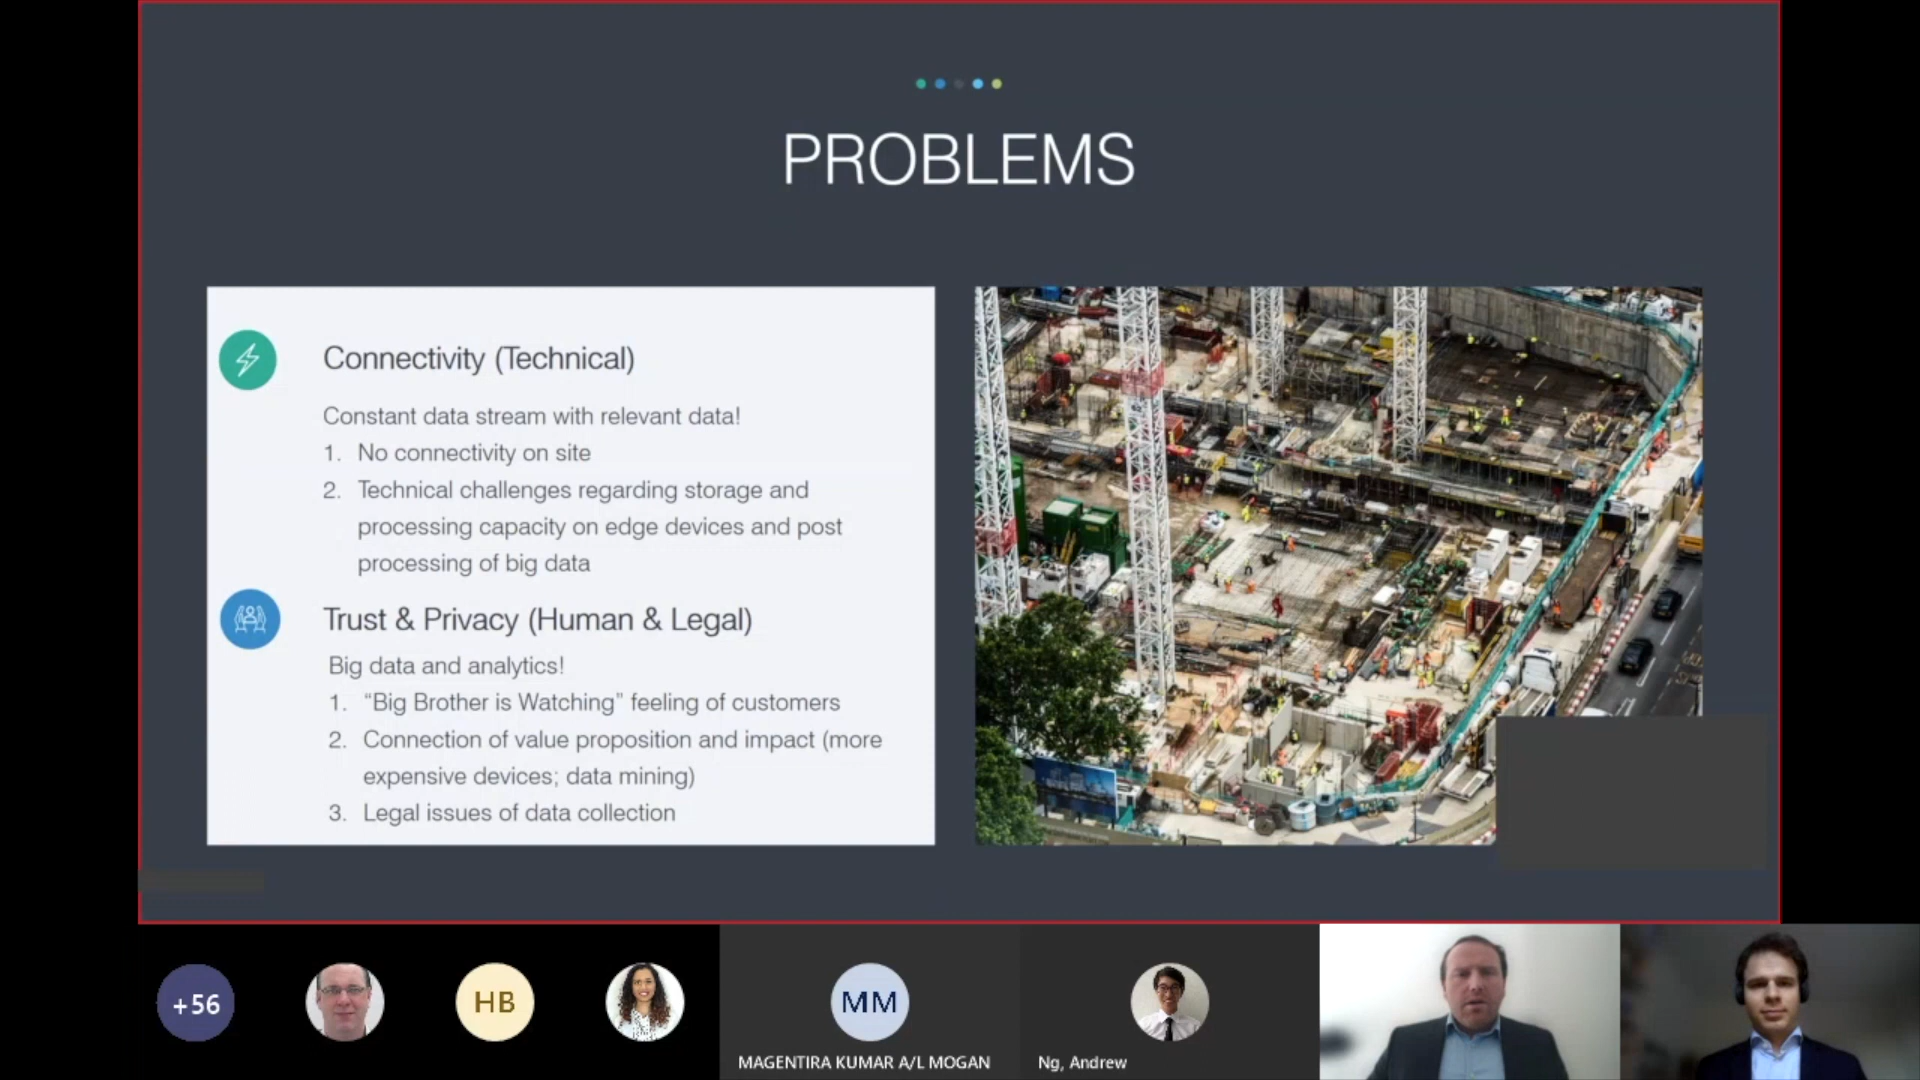 PROBLEMS
Connectivity (Technical)
Constant data stream with relevant data!
1. No connectivity on site
2. Technical challenges regarding storage and
processing capacity on edge devices and post
processing of big data
Trust & Privacy (Human & Legal)
Big data and analytics!
1. “Big Brother is Watching” feeling of customers
2. Connection of value proposition and impact (more
expensive devices; data mining)
3. Legal issues of data collection
+56
HB
MM
MAGENTIRA KUMAR A/L MOGAN
Ng, Andrew